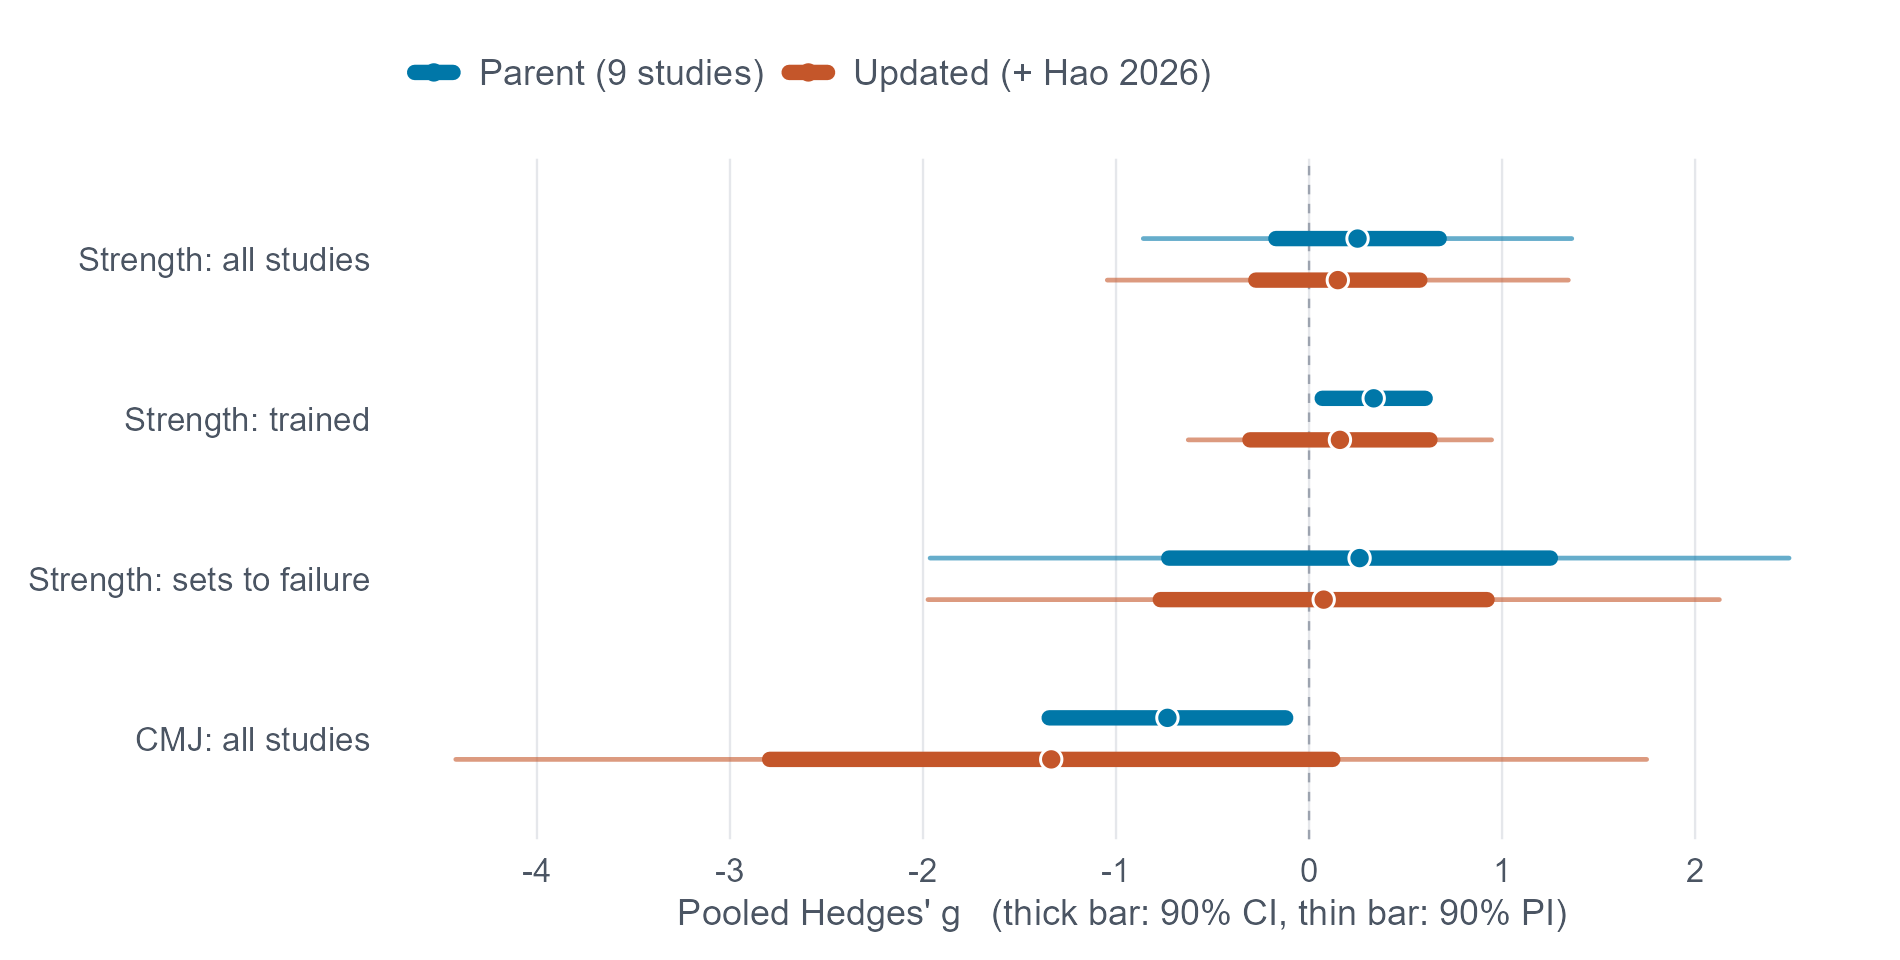 Parent (9 studies) Updated (+ Hao 2026)
Strength: all studies
Strength: trained
Strength: sets to failure
CMJ: all studies
-4 -3 -2 -1 0 1 2
Pooled Hedges' g (thick bar: 90% CI, thin bar: 90% PI)